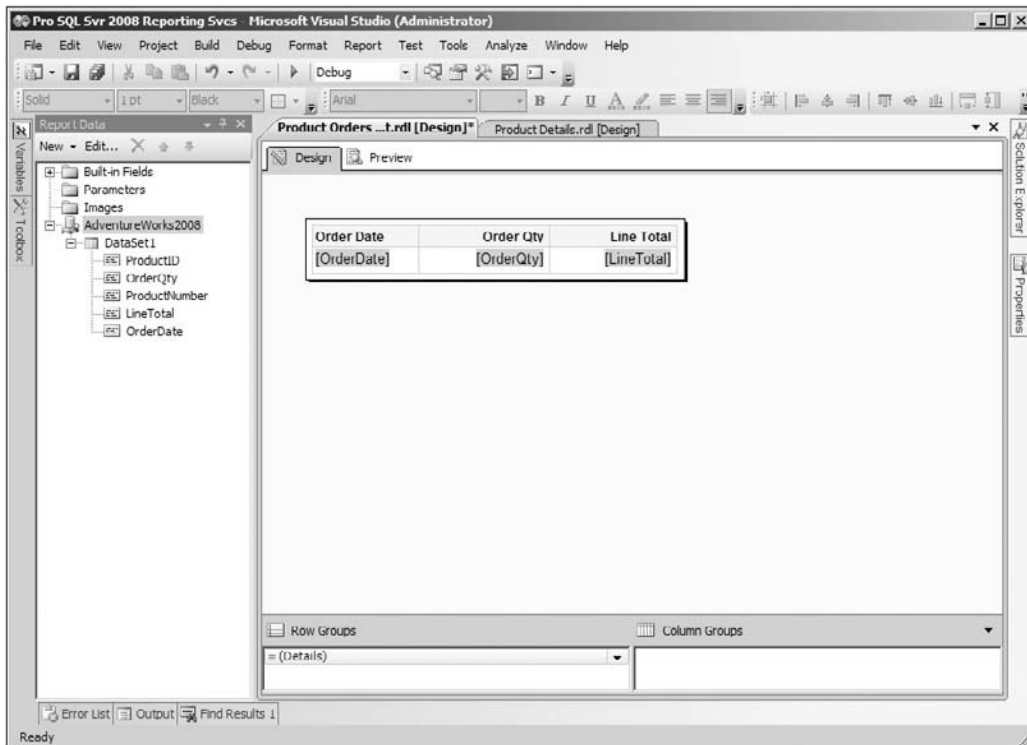 Pro SQL Svr 2008 Reporting Svcs - Microsoft Visual Studio (Administrator)
File Edit View Project Build Debug Format Report Test Tools Analyze Window Help
Debug
Solid 1 pt Black Arial B I U A
Report Data
Product Orders ...t.rdl [Design]* Product Details.rdl [Design]
New Edit...
Design Preview
Variables
Toolbox
Solution Explorer
Properties
Built-in Fields
Parameters
Images
AdventureWorks2008
DataSet1
ProductID
OrderQty
ProductNumber
LineTotal
OrderDate
Order Date Order Qty Line Total
[OrderDate] [OrderQty] [LineTotal]
Row Groups Column Groups
= (Details)
Error List Output Find Results 1
Ready